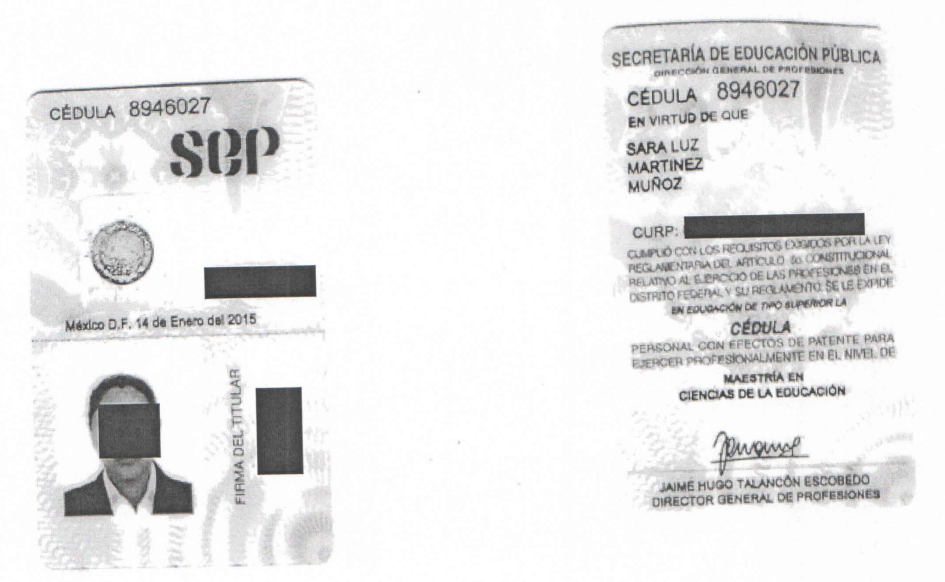 CÉDULA 8946027
sep
México D.F. 14 de Enero del 2015
FIRMA DEL TITULAR
SECRETARÍA DE EDUCACIÓN PÚBLICA
DIRECCIÓN GENERAL DE PROFESIONES
CÉDULA 8946027
EN VIRTUD DE QUE
SARA LUZ
MARTINEZ
MUÑOZ
CURP:
CUMPLIÓ CON LOS REQUISITOS EXIGIDOS POR LA LEY
REGLAMENTARIA DEL ARTÍCULO 5o. CONSTITUCIONAL
RELATIVO AL EJERCICIO DE LAS PROFESIONES EN EL
DISTRITO FEDERAL Y SU REGLAMENTO, SE LE EXPIDE
EN EDUCACIÓN DE TIPO SUPERIOR LA
CÉDULA
PERSONAL CON EFECTOS DE PATENTE PARA
EJERCER PROFESIONALMENTE EN EL NIVEL DE
MAESTRÍA EN
CIENCIAS DE LA EDUCACIÓN
JAIME HUGO TALANCÓN ESCOBEDO
DIRECTOR GENERAL DE PROFESIONES